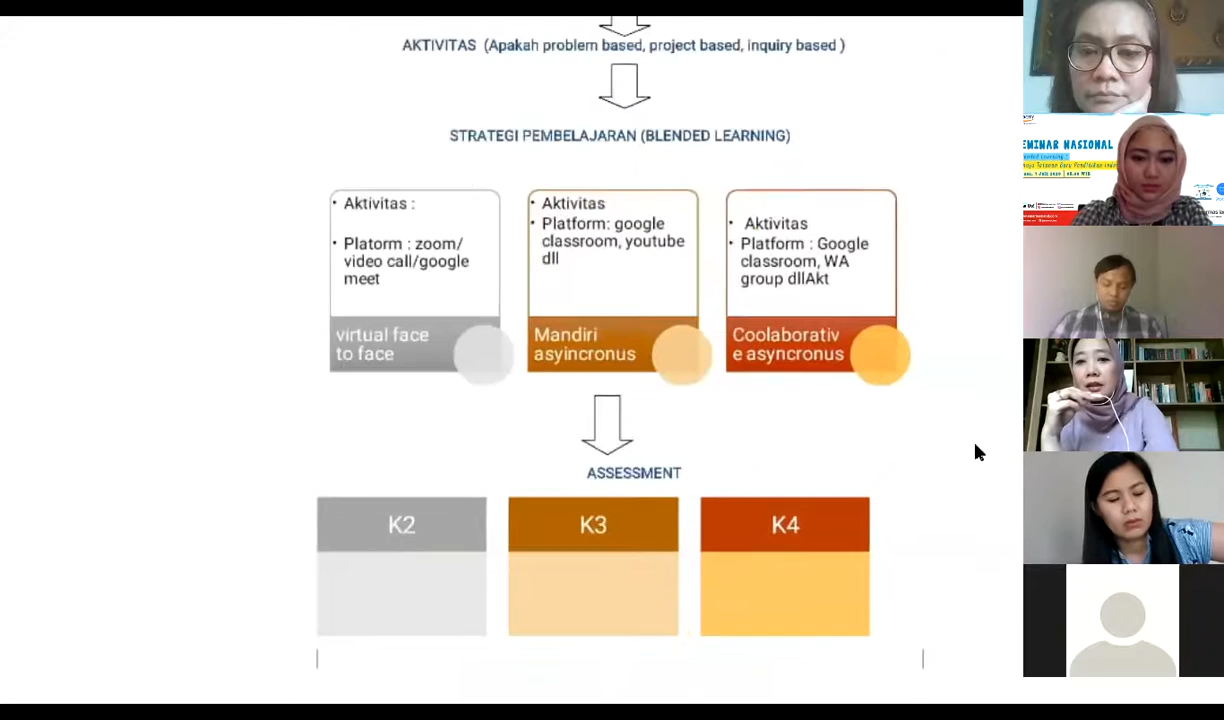 AKTIVITAS (Apakah problem based, project based, inquiry based )
STRATEGI PEMBELAJARAN (BLENDED LEARNING)
• Aktivitas :
• Platorm : zoom/
video call/google
meet
virtual face
to face
• Aktivitas
• Platform: google
classroom, youtube
dll
Mandiri
asyincronus
• Aktivitas
• Platform : Google
classroom, WA
group dllAkt
Coolaborativ
e asyncronus
ASSESSMENT
K2
K3
K4
EMINAR NASIONAL